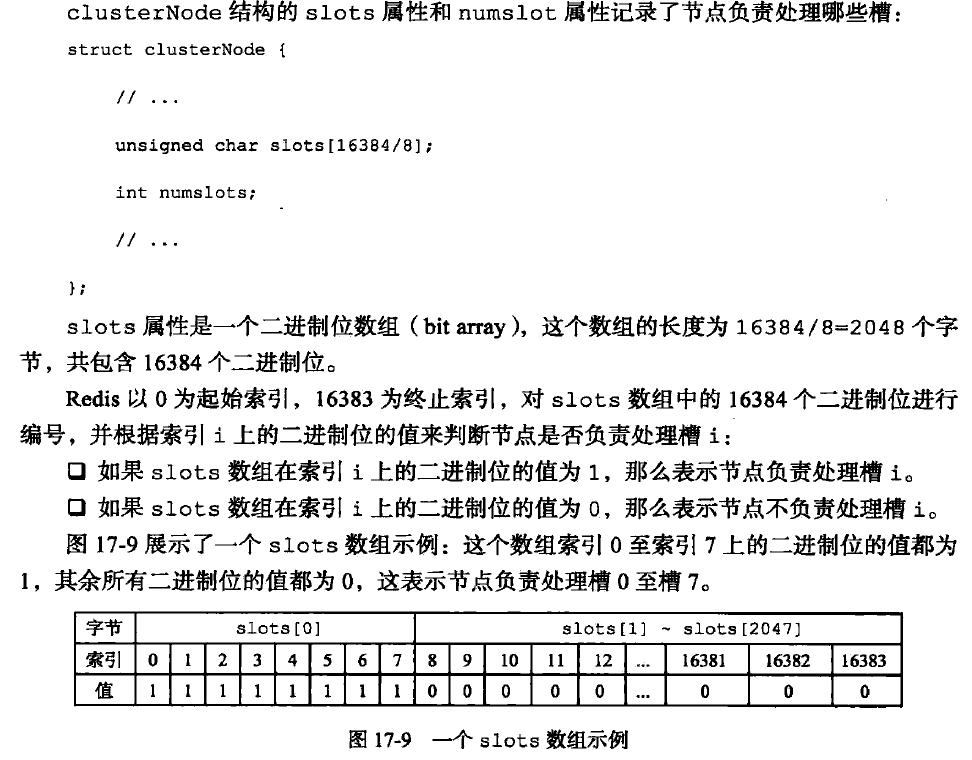 clusterNode 结构的 slots 属性和 numslot 属性记录了节点负责处理哪些槽：
struct clusterNode {
// ...
unsigned char slots[16384/8];
int numslots;
// ...
};
slots 属性是一个二进制位数组（bit array），这个数组的长度为 16384/8=2048 个字
节，共包含 16384 个二进制位。
Redis 以 0 为起始索引，16383 为终止索引，对 slots 数组中的 16384 个二进制位进行
编号，并根据索引 i 上的二进制位的值来判断节点是否负责处理槽 i：
❑ 如果 slots 数组在索引 i 上的二进制位的值为 1，那么表示节点负责处理槽 i。
❑ 如果 slots 数组在索引 i 上的二进制位的值为 0，那么表示节点不负责处理槽 i。
图 17-9 展示了一个 slots 数组示例：这个数组索引 0 至索引 7 上的二进制位的值都为
1，其余所有二进制位的值都为 0，这表示节点负责处理槽 0 至槽 7。
字节 slots[0] slots[1] ~ slots[2047]
索引 0 1 2 3 4 5 6 7 8 9 10 11 12 ... 16381 16382 16383
值 1 1 1 1 1 1 1 1 0 0 0 0 0 ... 0 0 0
图 17-9 一个 slots 数组示例